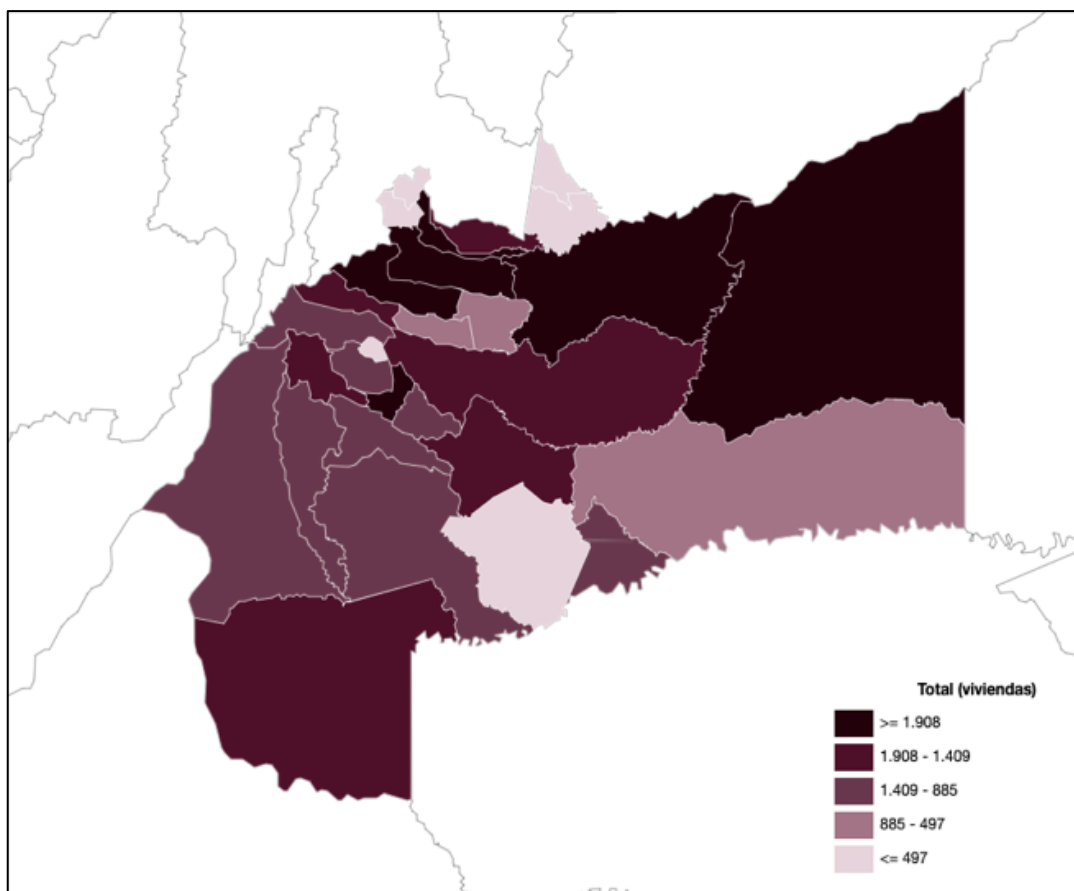 Total (viviendas)
>= 1.908
1.908 - 1.409
1.409 - 885
885 - 497
<= 497